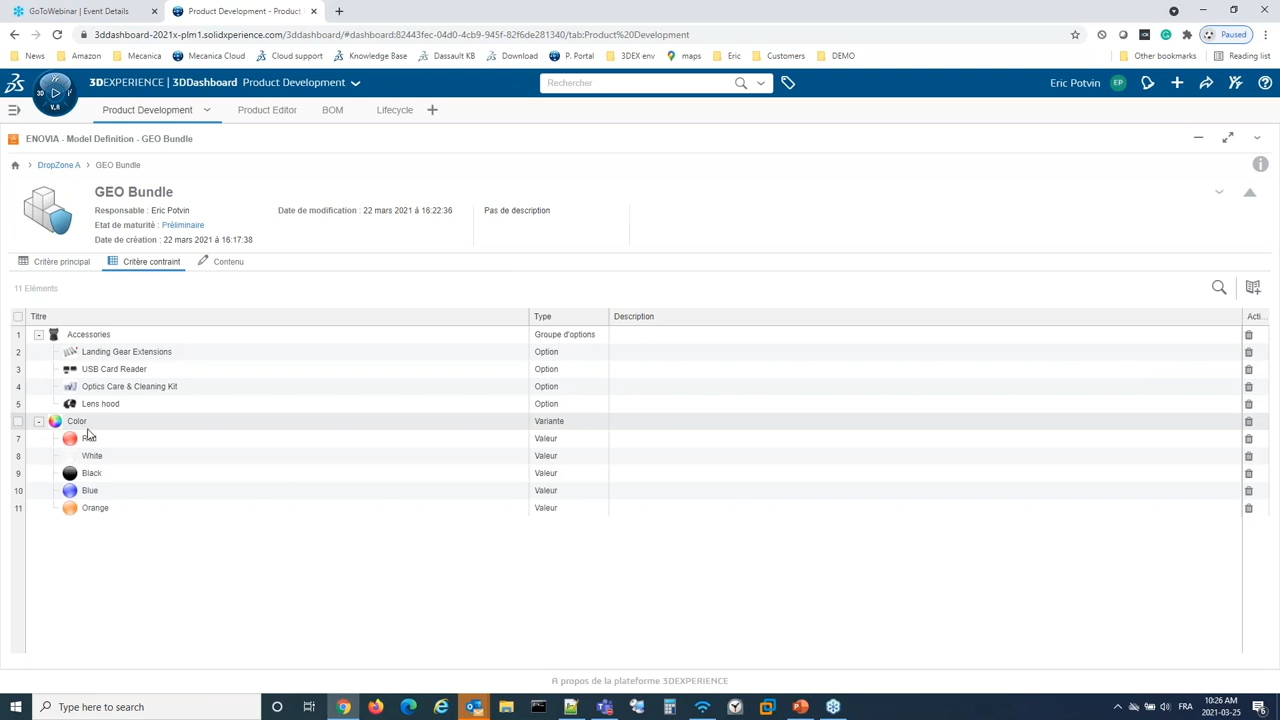 GoToWebinar | Event Details
Product Development - Product
3ddashboard-2021x-plm1.solidxperience.com/3ddashboard/#dashboard:82443fec-04d0-4cb9-945f-82f6de281340/tab:Product%20Development
Paused
News
Amazon
Mecanica
Mecanica Cloud
Cloud support
Knowledge Base
Dassault KB
Download
P. Portal
3DEX env
maps
Eric
Customers
DEMO
Other bookmarks
Reading list
3DEXPERIENCE | 3DDashboard Product Development
Rechercher
Eric Potvin EP
Product Development
Product Editor
BOM
Lifecycle
ENOVIA - Model Definition - GEO Bundle
DropZone A > GEO Bundle
GEO Bundle
Responsable : Eric Potvin
Date de modification : 22 mars 2021 à 16:22:36
Pas de description
Etat de maturité : Préliminaire
Date de création : 22 mars 2021 à 16:17:38
Critère principal
Critère contraint
Contenu
11 Eléments
Titre Type Description Acti...
1 Accessories Groupe d'options
2 Landing Gear Extensions Option
3 USB Card Reader Option
4 Optics Care & Cleaning Kit Option
5 Lens hood Option
Color Variante
7 Valeur
8 White Valeur
9 Black Valeur
10 Blue Valeur
11 Orange Valeur
A propos de la plateforme 3DEXPERIENCE
Type here to search
FRA
10:26 AM
2021-03-25